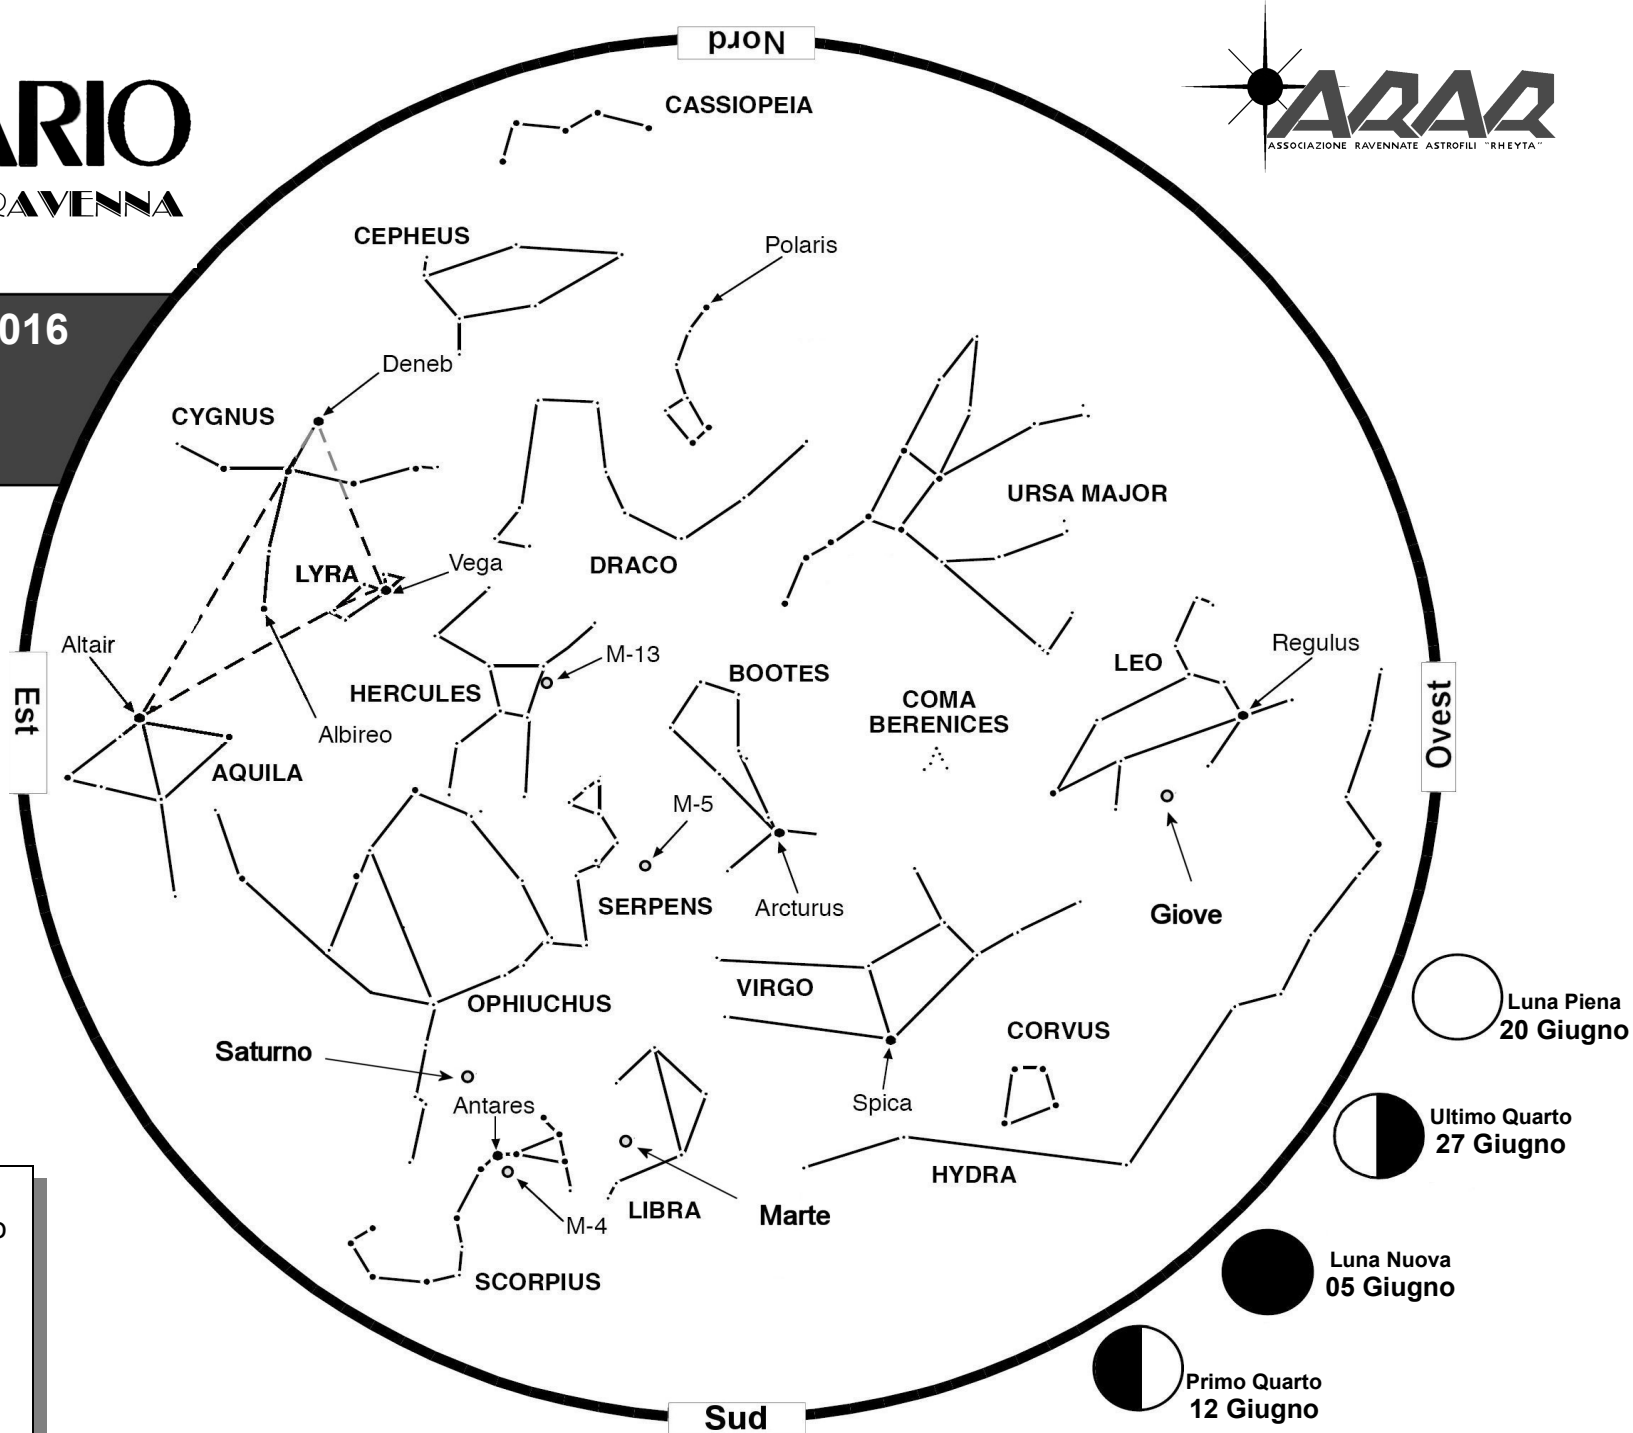 Nord
CASSIOPEIA
ARAR
ASSOCIAZIONE RAVENNATE ASTROFILI "RHEYTA"
ARIO
RAVENNA
CEPHEUS
Polaris
016
Deneb
CYGNUS
URSA MAJOR
DRACO
LYRA
Vega
Altair
M-13
BOOTES
LEO
Regulus
Est
HERCULES
COMA
BERENICES
Ovest
Albireo
AQUILA
M-5
SERPENS
Arcturus
Giove
VIRGO
OPHIUCHUS
Luna Piena
20 Giugno
CORVUS
Saturno
Antares
Spica
Ultimo Quarto
27 Giugno
HYDRA
LIBRA
Marte
M-4
SCORPIUS
Luna Nuova
05 Giugno
Primo Quarto
12 Giugno
Sud